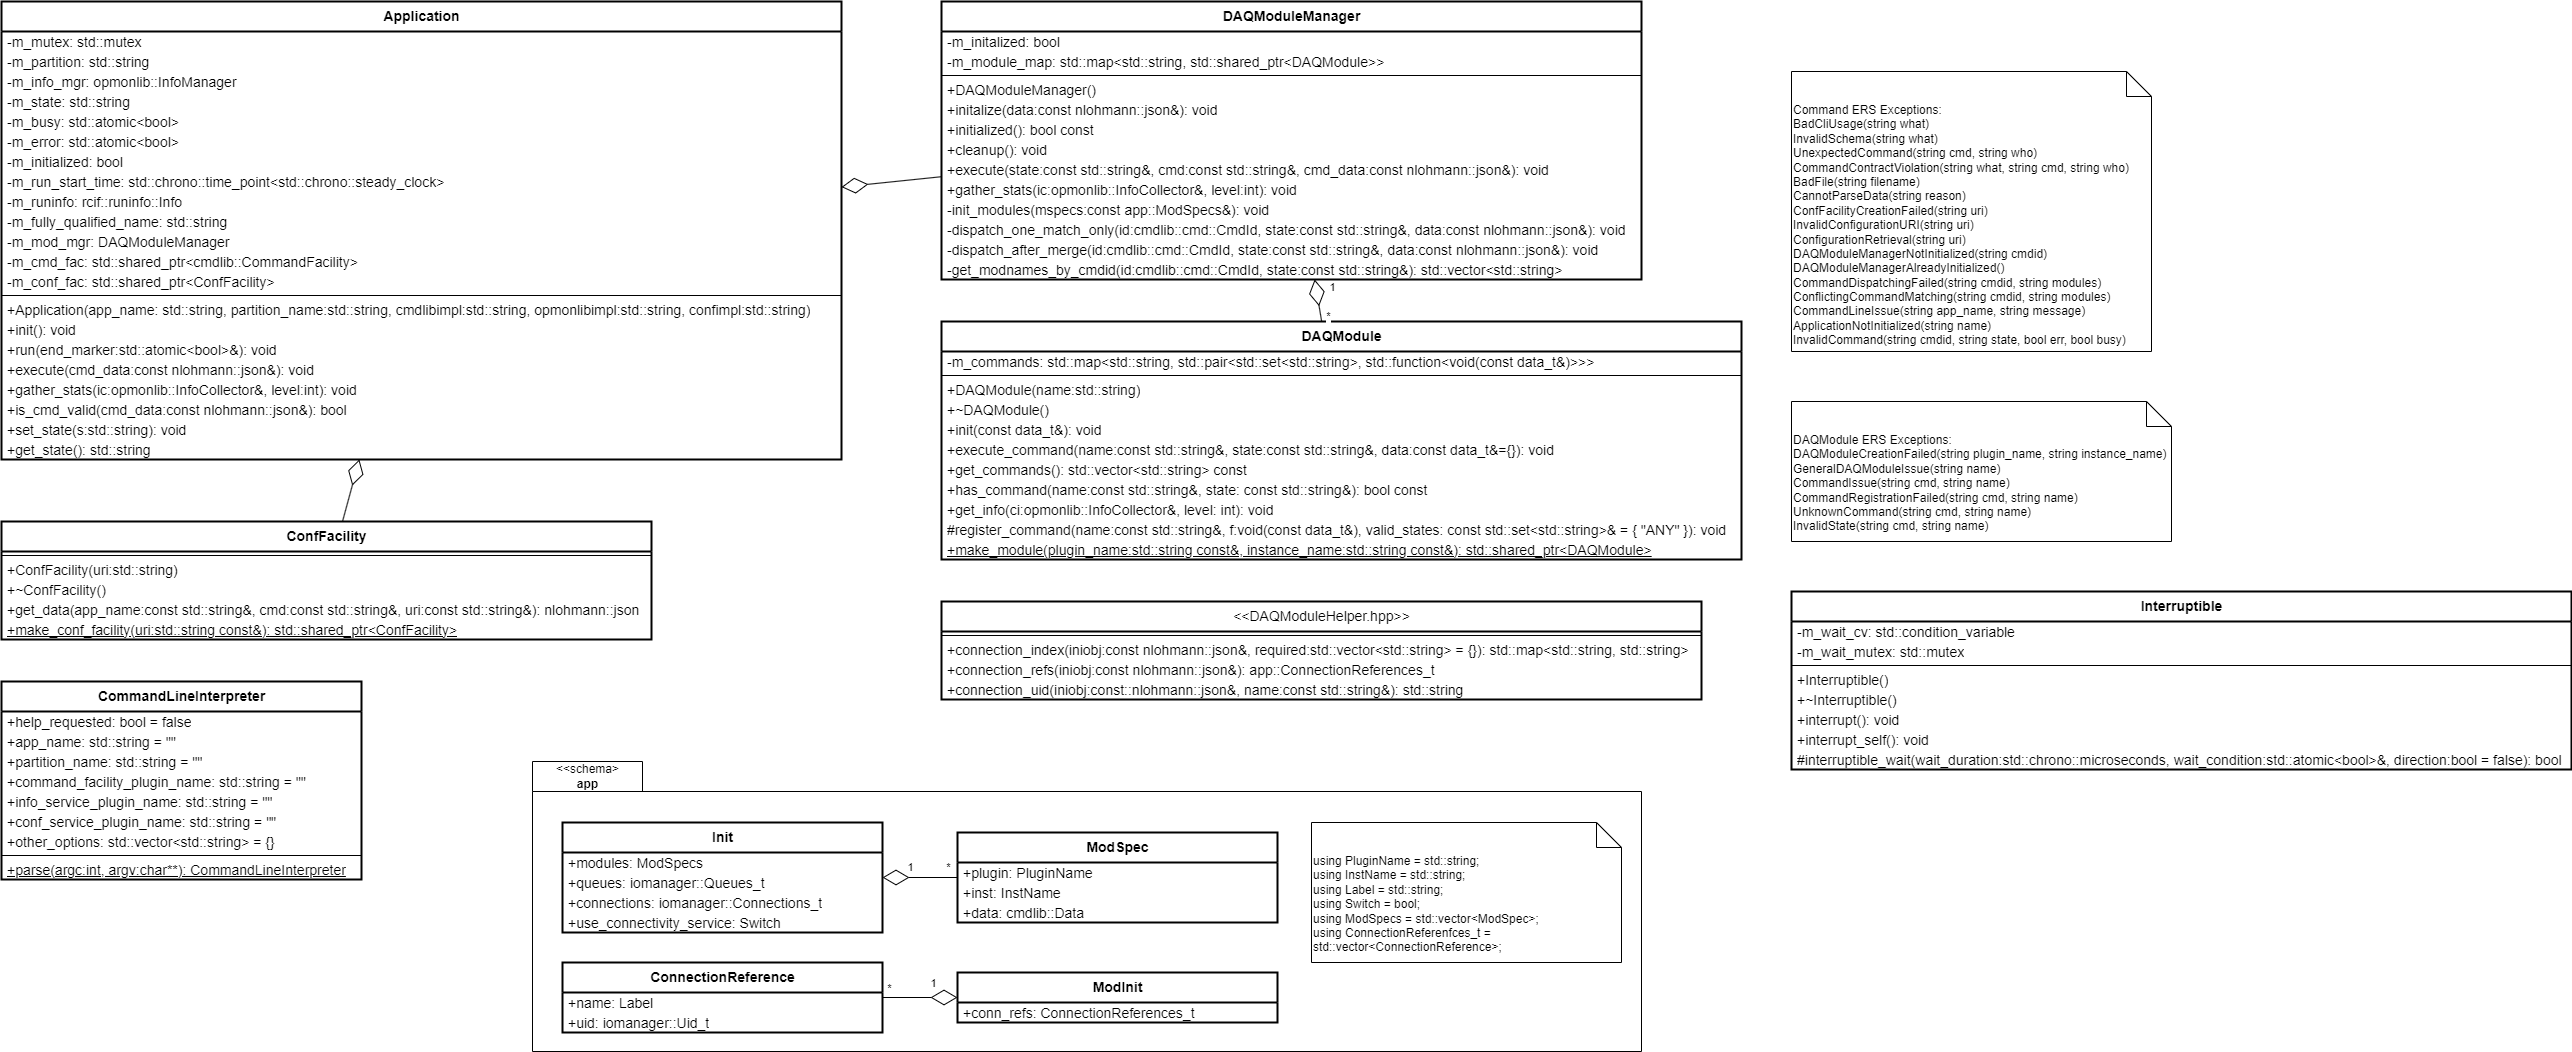 Application
-m_mutex: std::mutex
-m_partition: std::string
-m_info_mgr: opmonlib::InfoManager
-m_state: std::string
-m_busy: std::atomic<bool>
-m_error: std::atomic<bool>
-m_initialized: bool
-m_run_start_time: std::chrono::time_point<std::chrono::steady_clock>
-m_runinfo: rcif::runinfo::Info
-m_fully_qualified_name: std::string
-m_mod_mgr: DAQModuleManager
-m_cmd_fac: std::shared_ptr<cmdlib::CommandFacility>
-m_conf_fac: std::shared_ptr<ConfFacility>
+Application(app_name: std::string, partition_name:std::string, cmdlibimpl:std::string, opmonlibimpl:std::string, confimpl:std::string)
+init(): void
+run(end_marker:std::atomic<bool>&): void
+execute(cmd_data:const nlohmann::json&): void
+gather_stats(ic:opmonlib::InfoCollector&, level:int): void
+is_cmd_valid(cmd_data:const nlohmann::json&): bool
+set_state(s:std::string): void
+get_state(): std::string
ConfFacility
+ConfFacility(uri:std::string)
+~ConfFacility()
+get_data(app_name:const std::string&, cmd:const std::string&, uri:const std::string&): nlohmann::json
+make_conf_facility(uri:std::string const&): std::shared_ptr<ConfFacility>
CommandLineInterpreter
+help_requested: bool = false
+app_name: std::string = ""
+partition_name: std::string = ""
+command_facility_plugin_name: std::string = ""
+info_service_plugin_name: std::string = ""
+conf_service_plugin_name: std::string = ""
+other_options: std::vector<std::string> = {}
+parse(argc:int, argv:char**): CommandLineInterpreter
DAQModuleManager
-m_initalized: bool
-m_module_map: std::map<std::string, std::shared_ptr<DAQModule>>
+DAQModuleManager()
+initalize(data:const nlohmann::json&): void
+initialized(): bool const
+cleanup(): void
+execute(state:const std::string&, cmd:const std::string&, cmd_data:const nlohmann::json&): void
+gather_stats(ic:opmonlib::InfoCollector&, level:int): void
-init_modules(mspecs:const app::ModSpecs&): void
-dispatch_one_match_only(id:cmdlib::cmd::CmdId, state:const std::string&, data:const nlohmann::json&): void
-dispatch_after_merge(id:cmdlib::cmd::CmdId, state:const std::string&, data:const nlohmann::json&): void
-get_modnames_by_cmdid(id:cmdlib::cmd::CmdId, state:const std::string&): std::vector<std::string>
1
*
DAQModule
-m_commands: std::map<std::string, std::pair<std::set<std::string>, std::function<void(const data_t&)>>>
+DAQModule(name:std::string)
+~DAQModule()
+init(const data_t&): void
+execute_command(name:const std::string&, state:const std::string&, data:const data_t&={}): void
+get_commands(): std::vector<std::string> const
+has_command(name:const std::string&, state: const std::string&): bool const
+get_info(ci:opmonlib::InfoCollector&, level: int): void
#register_command(name:const std::string&, f:void(const data_t&), valid_states: const std::set<std::string>& = { "ANY" }): void
+make_module(plugin_name:std::string const&, instance_name:std::string const&): std::shared_ptr<DAQModule>
<<DAQModuleHelper.hpp>>
+connection_index(iniobj:const nlohmann::json&, required:std::vector<std::string> = {}): std::map<std::string, std::string>
+connection_refs(iniobj:const nlohmann::json&): app::ConnectionReferences_t
+connection_uid(iniobj:const::nlohmann::json&, name:const std::string&): std::string
<<schema>>
app
Init
+modules: ModSpecs
+queues: iomanager::Queues_t
+connections: iomanager::Connections_t
+use_connectivity_service: Switch
1
*
ModSpec
+plugin: PluginName
+inst: InstName
+data: cmdlib::Data
ConnectionReference
+name: Label
+uid: iomanager::Uid_t
*
1
ModInit
+conn_refs: ConnectionReferences_t
using PluginName = std::string;
using InstName = std::string;
using Label = std::string;
using Switch = bool;
using ModSpecs = std::vector<ModSpec>;
using ConnectionReferenfces_t =
std::vector<ConnectionReference>;
Command ERS Exceptions:
BadCliUsage(string what)
InvalidSchema(string what)
UnexpectedCommand(string cmd, string who)
CommandContractViolation(string what, string cmd, string who)
BadFile(string filename)
CannotParseData(string reason)
ConfFacilityCreationFailed(string uri)
InvalidConfigurationURI(string uri)
ConfigurationRetrieval(string uri)
DAQModuleManagerNotInitialized(string cmdid)
DAQModuleManagerAlreadyInitialized()
CommandDispatchingFailed(string cmdid, string modules)
ConflictingCommandMatching(string cmdid, string modules)
CommandLineIssue(string app_name, string message)
ApplicationNotInitialized(string name)
InvalidCommand(string cmdid, string state, bool err, bool busy)
DAQModule ERS Exceptions:
DAQModuleCreationFailed(string plugin_name, string instance_name)
GeneralDAQModuleIssue(string name)
CommandIssue(string cmd, string name)
CommandRegistrationFailed(string cmd, string name)
UnknownCommand(string cmd, string name)
InvalidState(string cmd, string name)
Interruptible
-m_wait_cv: std::condition_variable
-m_wait_mutex: std::mutex
+Interruptible()
+~Interruptible()
+interrupt(): void
+interrupt_self(): void
#interruptible_wait(wait_duration:std::chrono::microseconds, wait_condition:std::atomic<bool>&, direction:bool = false): bool